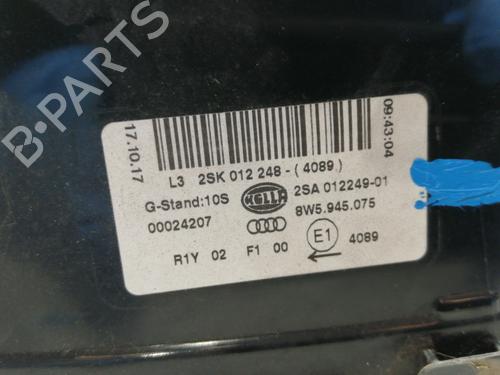 B-PARTS
17.10.17
09:43:04
L3 2SK 012 248-(4089)
G-Stand:10S HELLA 2SA 012249-01
00024207 8W5.945.075
R1Y 02 F1 00 E1 4089